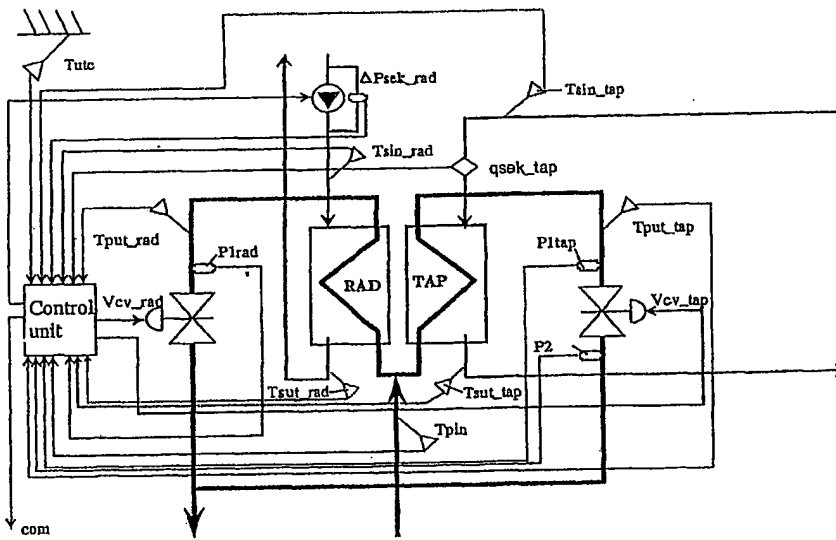 Tute
ΔPsek_rad
Tsin_tap
Tsin_rad
qsek_tap
Tput_rad
Tput_tap
P1rad
P1tap
RAD
TAP
Control
unit
Vcv_rad
Vcv_tap
P2
Tsut_rad
Tsut_tap
Tpin
com